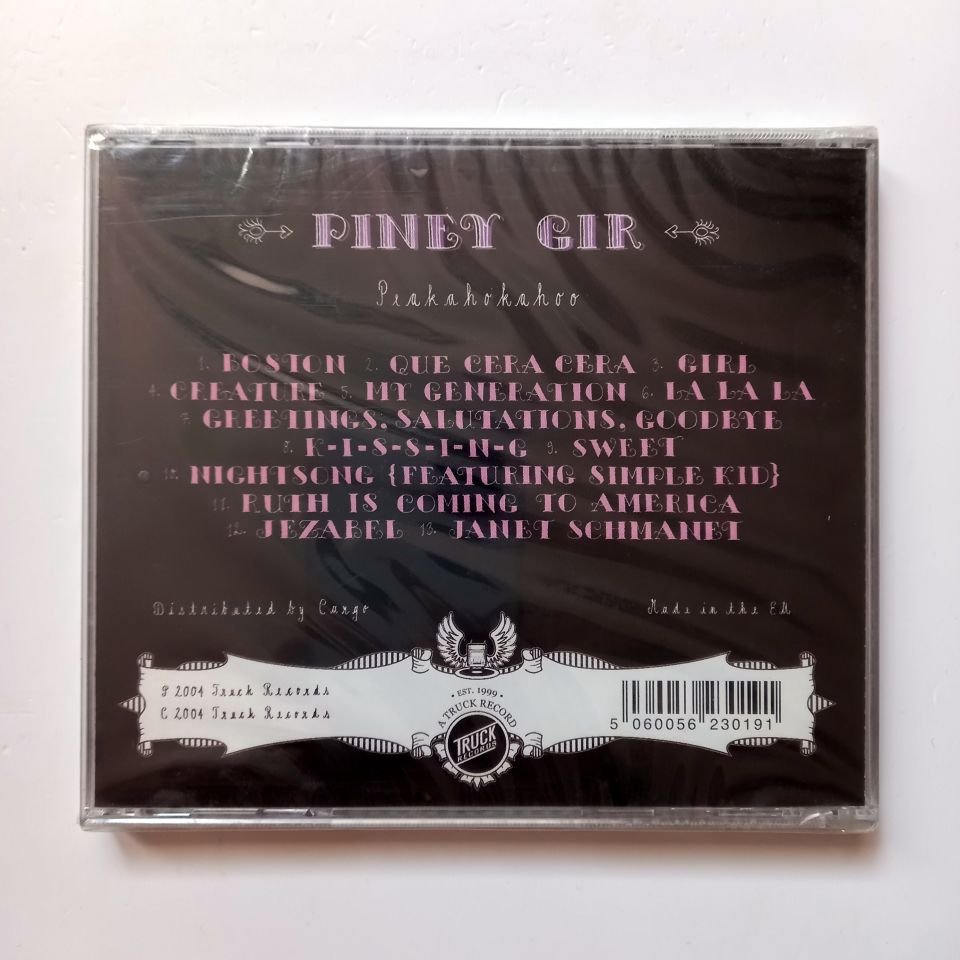 PINEY GIR
Peakahokahoo
1. BOSTON 2. QUE CERA CERA 3. GIRL
4. CREATURE 5. MY GENERATION 6. LA LA LA
7. GREETINGS, SALUTATIONS, GOODBYE
8. K-I-S-S-I-N-G 9. SWEET
10. NIGHTSONG {FEATURING SIMPLE KID}
11. RUTH IS COMING TO AMERICA
12. JEZABEL 13. JANET SCHMANET
Distributed by Cargo
Made in the EU
P 2004 Truck Records
C 2004 Truck Records
• EST. 1999 •
A TRUCK RECORD
TRUCK
RECORDS
5 060056 230191